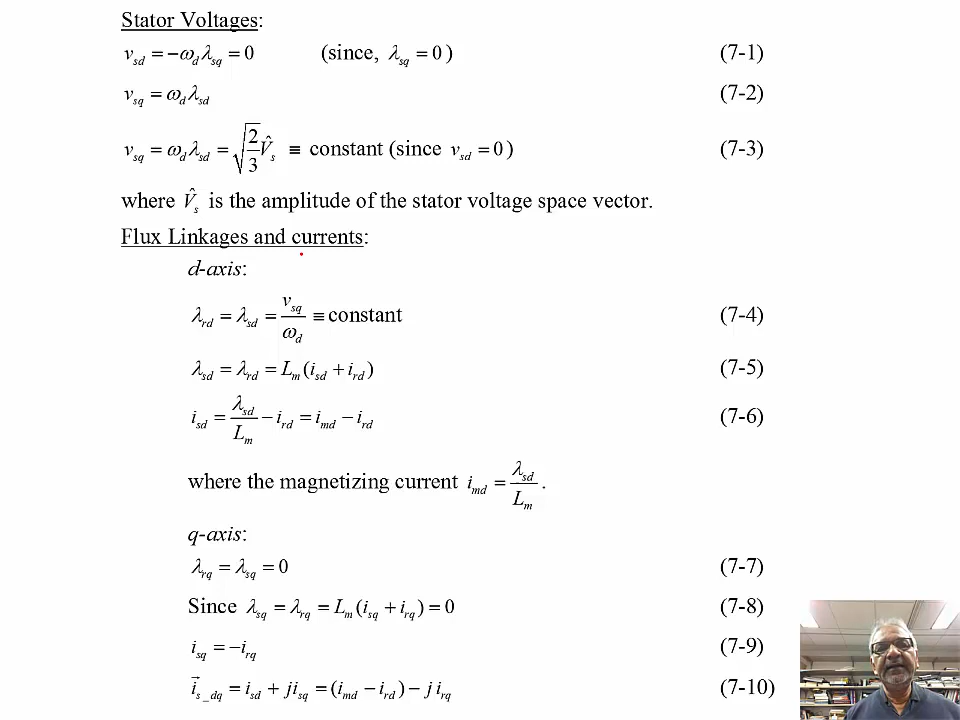 Stator Voltages:
v_sd = −ω_d λ_sq = 0 (since, λ_sq = 0 ) (7-1)
v_sq = ω_d λ_sd (7-2)
v_sq = ω_d λ_sd = √(2/3) V̂_s ≡ constant (since v_sd = 0 ) (7-3)
where V̂_s is the amplitude of the stator voltage space vector.
Flux Linkages and currents:
d-axis:
λ_rd = λ_sd = v_sq / ω_d ≡ constant (7-4)
λ_sd = λ_rd = L_m (i_sd + i_rd) (7-5)
i_sd = λ_sd / L_m − i_rd = i_md − i_rd (7-6)
where the magnetizing current i_md = λ_sd / L_m .
q-axis:
λ_rq = λ_sq = 0 (7-7)
Since λ_sq = λ_rq = L_m (i_sq + i_rq) = 0 (7-8)
i_sq = −i_rq (7-9)
i⃗_s_dq = i_sd + j i_sq = (i_md − i_rd) − j i_rq (7-10)